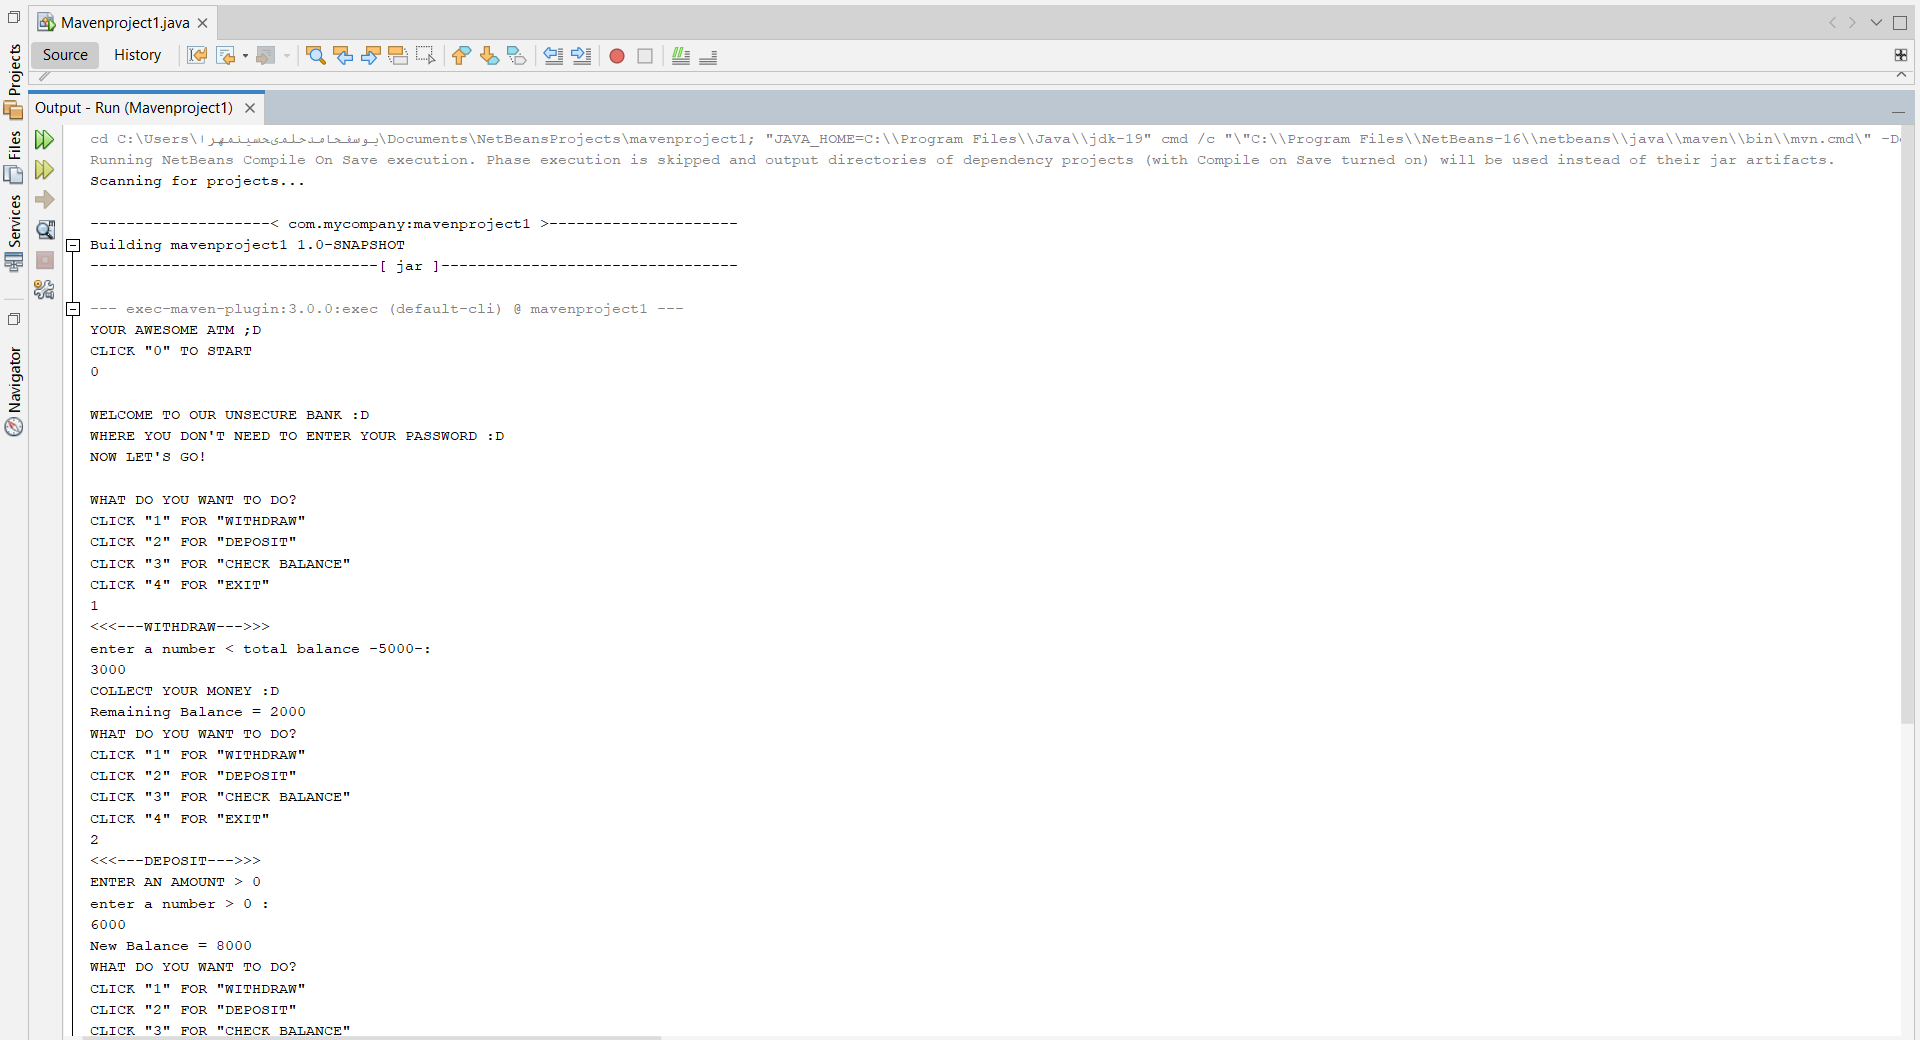 Mavenproject1.java
Source History
Projects
Files
Services
Navigator
Output - Run (Mavenproject1)
cd C:\Users\يوسفحامدحلمىحسينمهرا\Documents\NetBeansProjects\mavenproject1; "JAVA_HOME=C:\\Program Files\\Java\\jdk-19" cmd /c "\"C:\\Program Files\\NetBeans-16\\netbeans\\java\\maven\\bin\\mvn.cmd\"
Running NetBeans Compile On Save execution. Phase execution is skipped and output directories of dependency projects (with Compile on Save turned on) will be used instead of their jar artifacts.
Scanning for projects...
--------------------< com.mycompany:mavenproject1 >---------------------
Building mavenproject1 1.0-SNAPSHOT
--------------------------------[ jar ]---------------------------------
--- exec-maven-plugin:3.0.0:exec (default-cli) @ mavenproject1 ---
YOUR AWESOME ATM ;D
CLICK "0" TO START
0
WELCOME TO OUR UNSECURE BANK :D
WHERE YOU DON'T NEED TO ENTER YOUR PASSWORD :D
NOW LET'S GO!
WHAT DO YOU WANT TO DO?
CLICK "1" FOR "WITHDRAW"
CLICK "2" FOR "DEPOSIT"
CLICK "3" FOR "CHECK BALANCE"
CLICK "4" FOR "EXIT"
1
<<<---WITHDRAW--->>>
enter a number < total balance -5000-:
3000
COLLECT YOUR MONEY :D
Remaining Balance = 2000
WHAT DO YOU WANT TO DO?
CLICK "1" FOR "WITHDRAW"
CLICK "2" FOR "DEPOSIT"
CLICK "3" FOR "CHECK BALANCE"
CLICK "4" FOR "EXIT"
2
<<<---DEPOSIT--->>>
ENTER AN AMOUNT > 0
enter a number > 0 :
6000
New Balance = 8000
WHAT DO YOU WANT TO DO?
CLICK "1" FOR "WITHDRAW"
CLICK "2" FOR "DEPOSIT"
CLICK "3" FOR "CHECK BALANCE"